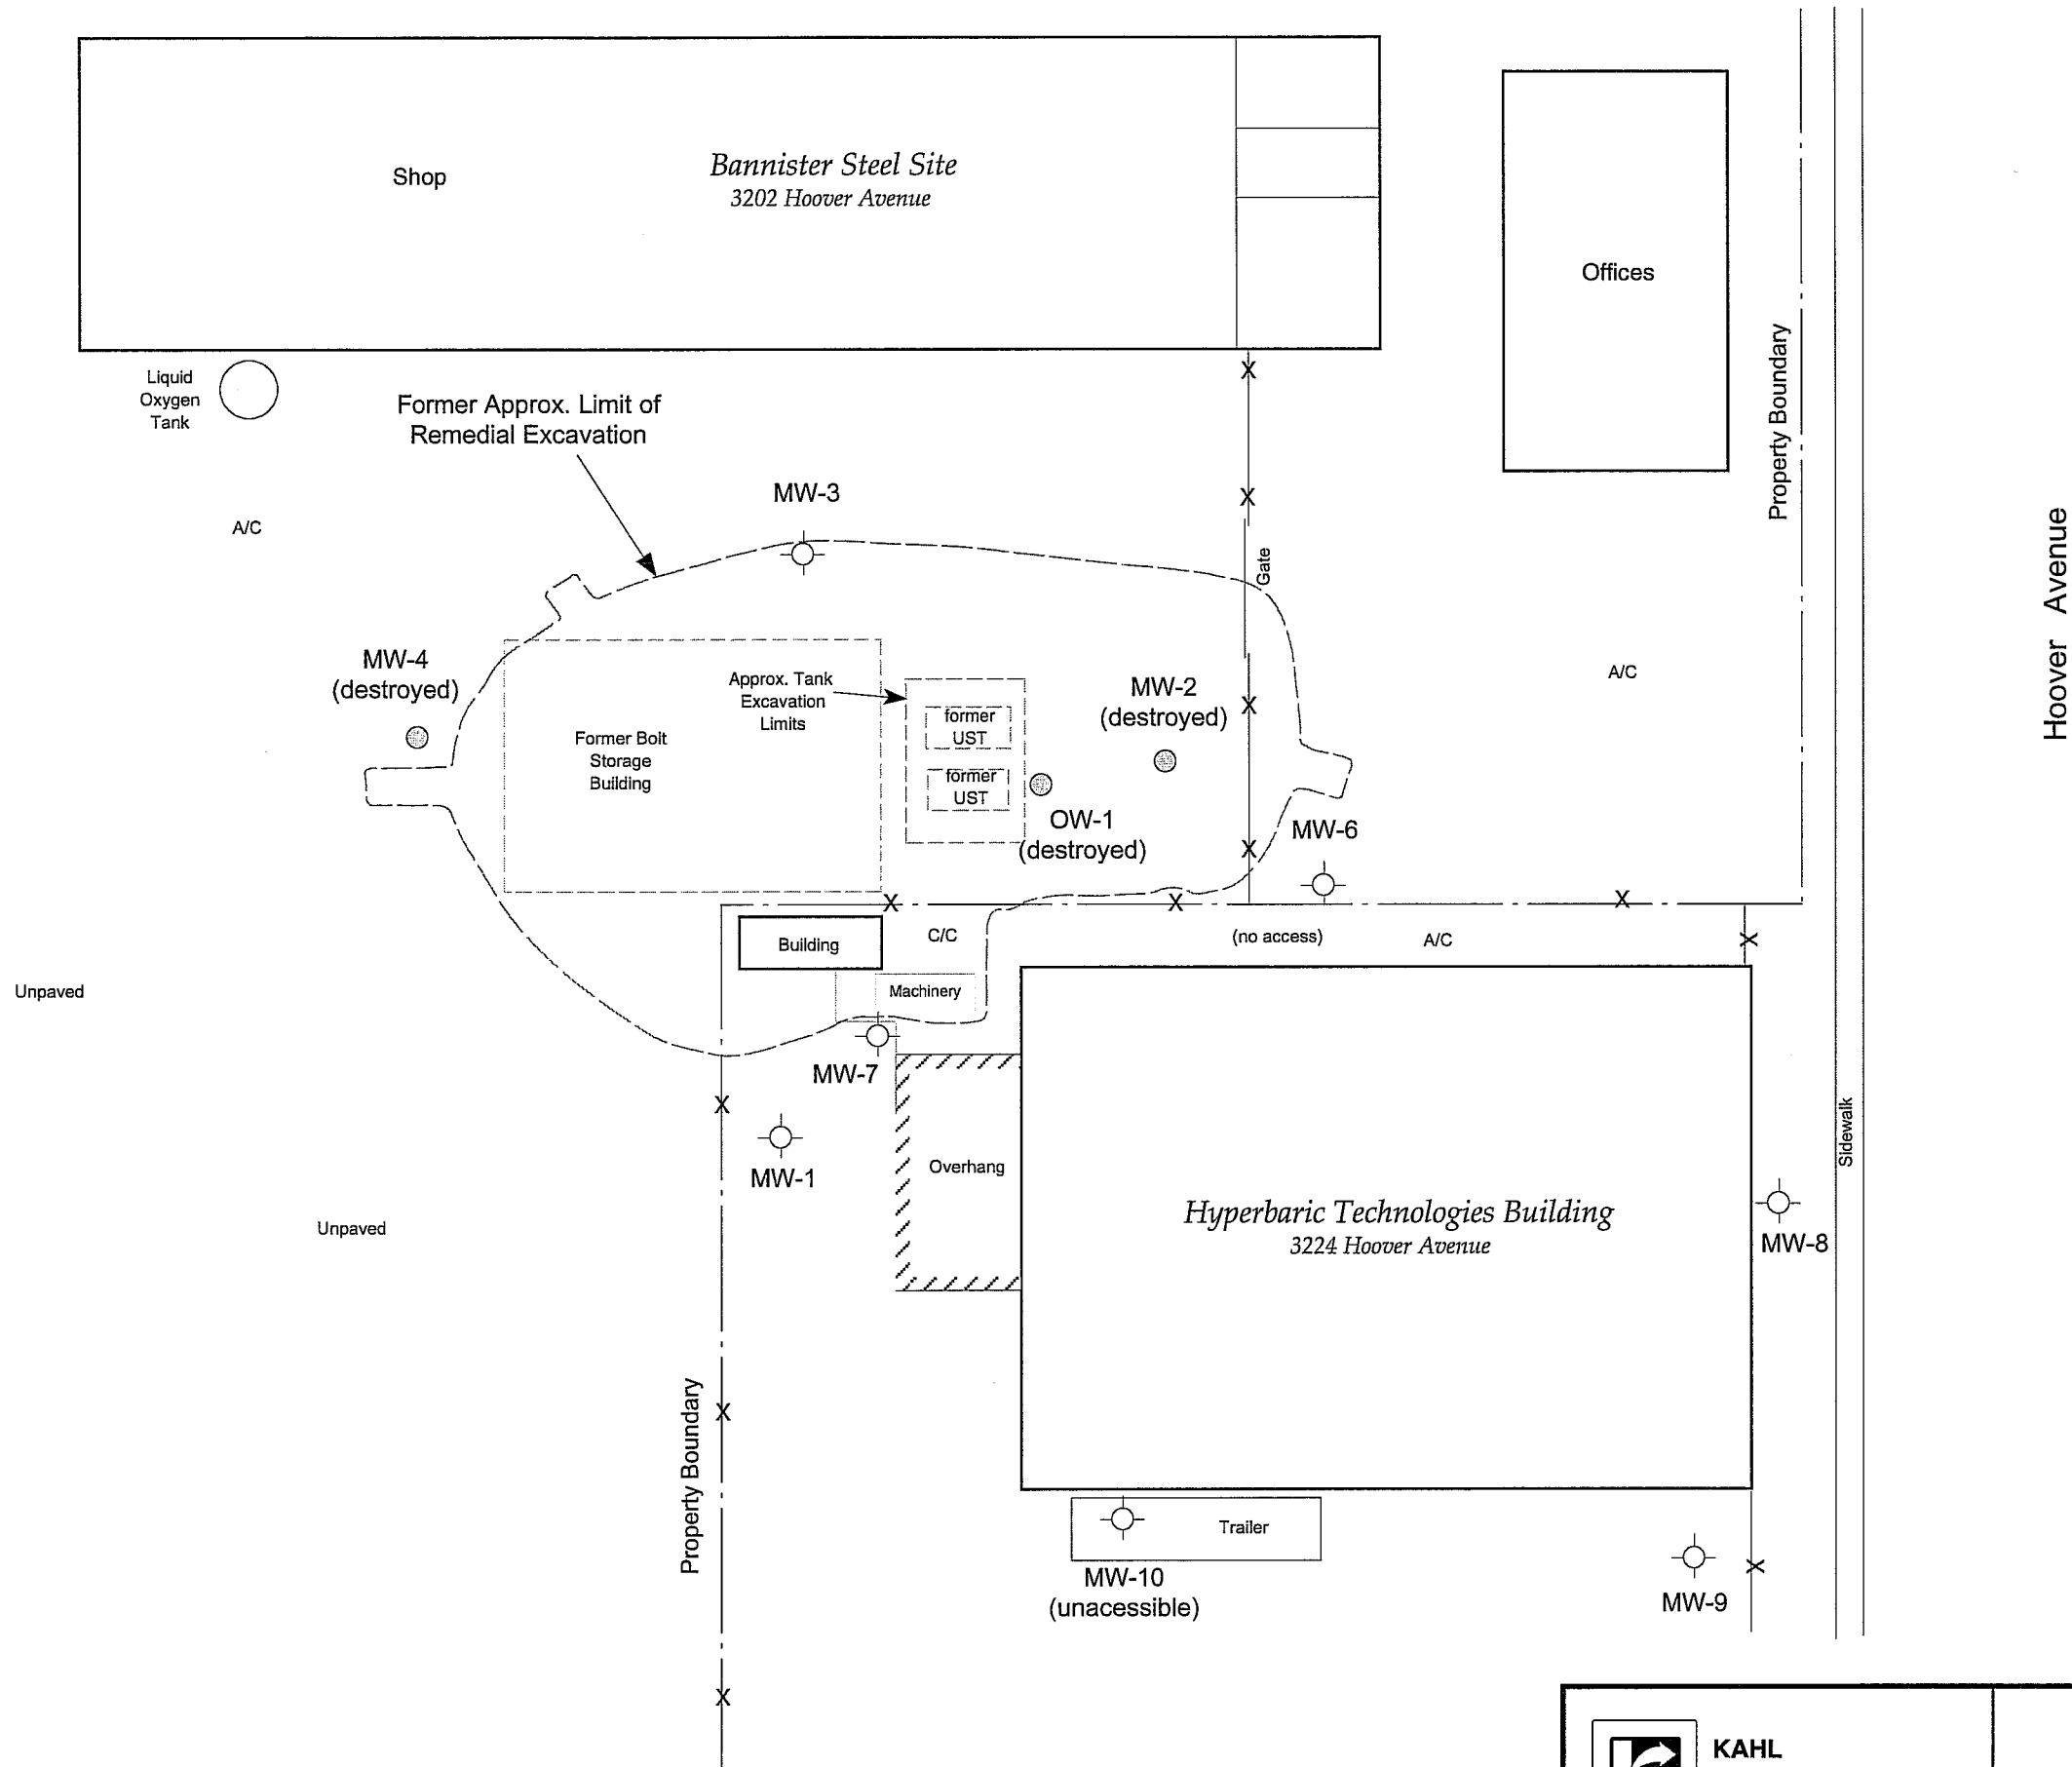 Shop
Bannister Steel Site
3202 Hoover Avenue
Offices
Liquid
Oxygen
Tank
Former Approx. Limit of
Remedial Excavation
Property Boundary
MW-3
A/C
Gate
Hoover Avenue
MW-4
(destroyed)
Approx. Tank
Excavation
Limits
MW-2
(destroyed)
A/C
former
UST
Former Bolt
Storage
Building
former
UST
OW-1
(destroyed)
MW-6
X
X
X
X
X
X
X
X
Building
C/C
(no access)
A/C
Unpaved
Machinery
MW-7
X
MW-1
Overhang
Sidewalk
Unpaved
Hyperbaric Technologies Building
3224 Hoover Avenue
MW-8
Property Boundary
X
Trailer
MW-10
(unacessible)
X
MW-9
X
KAHL